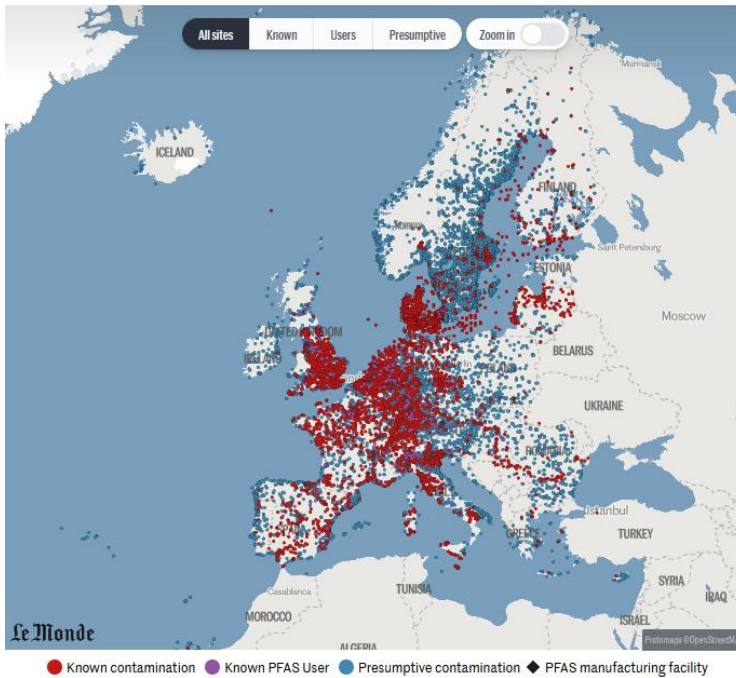 All sites Known Users Presumptive Zoom in
Murmansk
ICELAND
FINLAND
NORWAY
Saint Petersburg
ESTONIA
Moscow
UNITED KINGDOM
IRELAND
BELARUS
POLAND
UKRAINE
ROMANIA
SPAIN
Istanbul
GREECE
TURKEY
Casablanca
TUNISIA
SYRIA
MOROCCO
IRAQ
ISRAEL
ALGERIA
Le Monde
Protomaps ©OpenStreetM
Known contamination Known PFAS User Presumptive contamination PFAS manufacturing facility